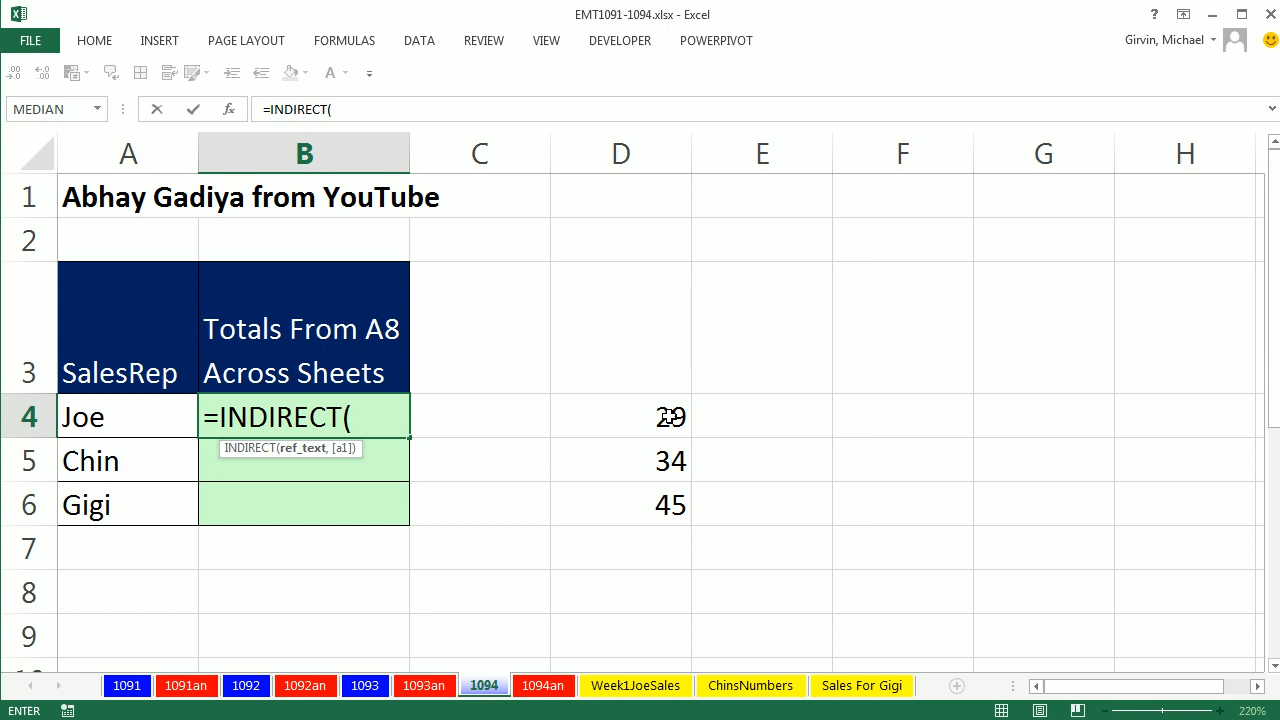 EMT1091-1094.xlsx - Excel
FILE HOME INSERT PAGE LAYOUT FORMULAS DATA REVIEW VIEW DEVELOPER POWERPIVOT Girvin, Michael
MEDIAN =INDIRECT(
A B C D E F G H
1 Abhay Gadiya from YouTube
2
Totals From A8
3 SalesRep Across Sheets
4 Joe =INDIRECT( 29
INDIRECT(ref_text, [a1])
5 Chin 34
6 Gigi 45
7
8
9
1091 1091an 1092 1092an 1093 1093an 1094 1094an Week1JoeSales ChinsNumbers Sales For Gigi
ENTER 220%